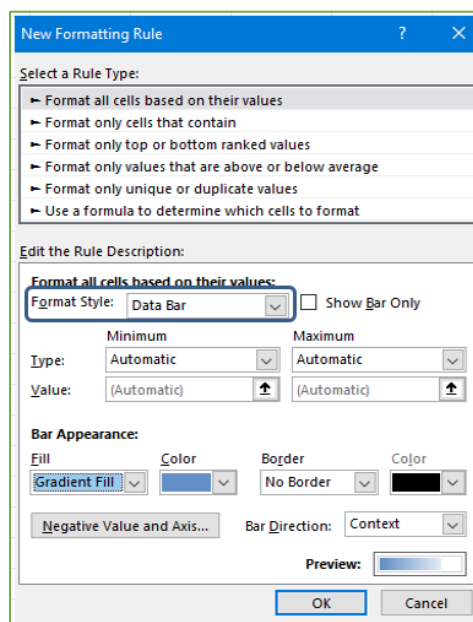 New Formatting Rule ? ×
Select a Rule Type:
► Format all cells based on their values
► Format only cells that contain
► Format only top or bottom ranked values
► Format only values that are above or below average
► Format only unique or duplicate values
► Use a formula to determine which cells to format
Edit the Rule Description:
Format all cells based on their values:
Format Style: Data Bar Show Bar Only
Minimum Maximum
Type: Automatic Automatic
Value: (Automatic) (Automatic)
Bar Appearance:
Fill Color Border Color
Gradient Fill No Border
Negative Value and Axis... Bar Direction: Context
Preview:
OK Cancel